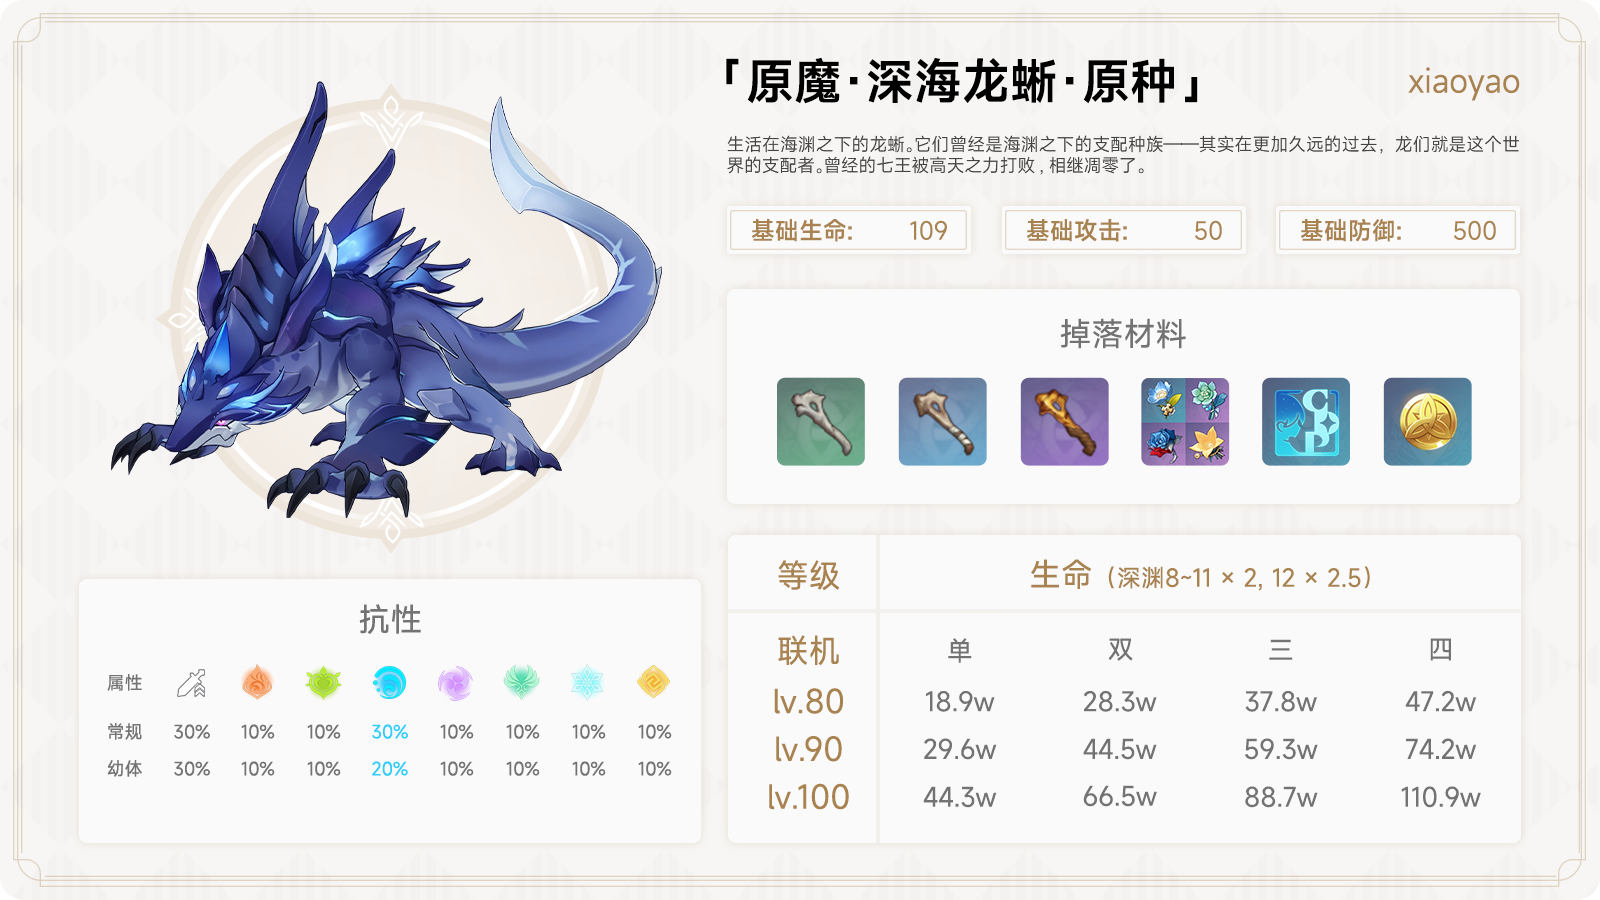 「原魔·深海龙蜥·原种」
xiaoyao
生活在海渊之下的龙蜥。它们曾经是海渊之下的支配种族——其实在更加久远的过去，龙们就是这个世
界的支配者。曾经的七王被高天之力打败，相继凋零了。
基础生命: 109
基础攻击: 50
基础防御: 500
掉落材料
抗性
属性
常规 30% 10% 10% 30% 10% 10% 10% 10%
幼体 30% 10% 10% 20% 10% 10% 10% 10%
等级 生命（深渊8~11 × 2, 12 × 2.5）
联机 单 双 三 四
lv.80 18.9w 28.3w 37.8w 47.2w
lv.90 29.6w 44.5w 59.3w 74.2w
lv.100 44.3w 66.5w 88.7w 110.9w